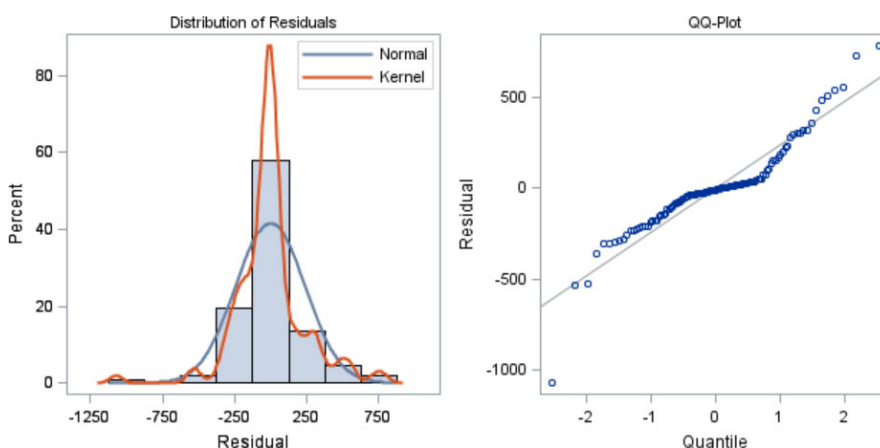 Distribution of Residuals
Normal
Kernel
80
60
40
20
0
Percent
-1250
-750
-250
250
750
Residual
QQ-Plot
500
0
-500
-1000
Residual
-2
-1
0
1
2
Quantile